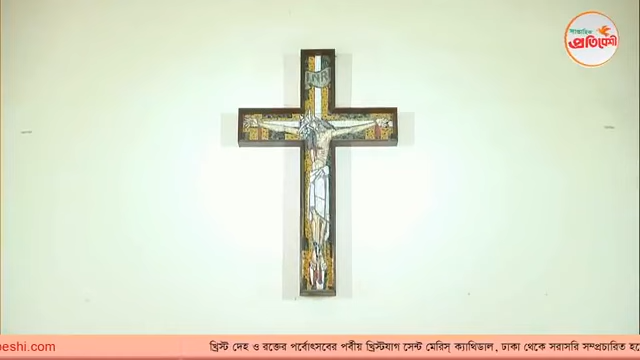 সাপ্তাহিক
প্রতিবেশী
INRI
eshi.com খ্রিস্ট দেহ ও রক্তের পর্বোৎসবের পর্বীয় খ্রিস্টযাগ সেন্ট মেরিস্ ক্যাথিড্রাল, ঢাকা থেকে সরাসরি সম্প্রচারিত